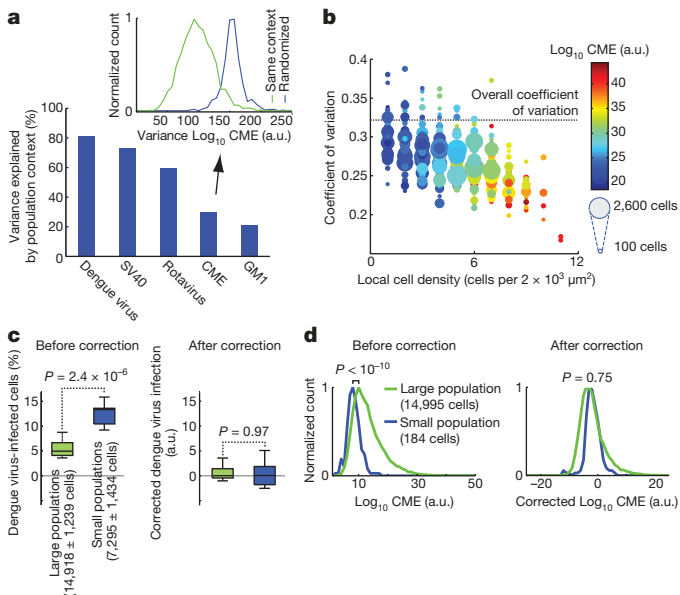 a
Normalized count
1
0
50 100 150 200 250
Variance Log10 CME (a.u.)
Same context
Randomized
Variance explained
by population context (%)
100
80
60
40
20
0
Dengue virus
SV40
Rotavirus
CME
GM1
b
Coefficient of variation
0.4
0.35
0.3
0.25
0.2
0 6 12
Local cell density (cells per 2 × 10³ μm²)
Overall coefficient
of variation
Log10 CME (a.u.)
40
35
30
25
20
2,600 cells
100 cells
c
Before correction
After correction
Dengue virus-infected cells (%)
P = 2.4 × 10⁻⁶
15
10
5
0
Large populations
(14,918 ± 1,239 cells)
Small populations
(7,295 ± 1,434 cells)
Corrected dengue virus infection
(a.u.)
P = 0.97
15
10
5
0
d
Before correction
After correction
P < 10⁻¹⁰
Normalized count
1
0
10 30 50
Log10 CME (a.u.)
Large population
(14,995 cells)
Small population
(184 cells)
P = 0.75
1
0
−20 0 20
Corrected Log10 CME (a.u.)